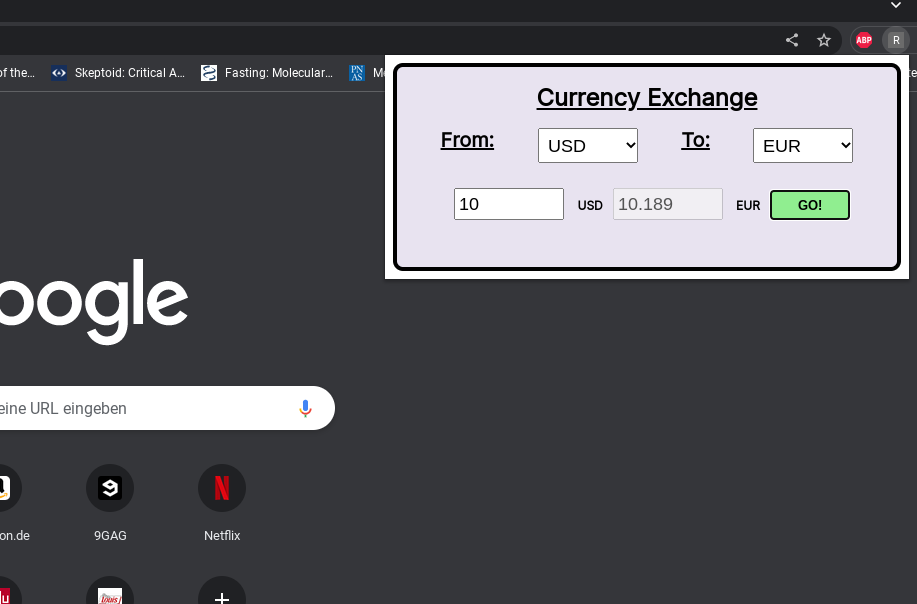 ABP
R
of the...
Skeptoid: Critical A...
Fasting: Molecular...
PNAS
Currency Exchange
From:
USD
To:
EUR
10
USD
10.189
EUR
GO!
oogle
eine URL eingeben
on.de
9GAG
Netflix